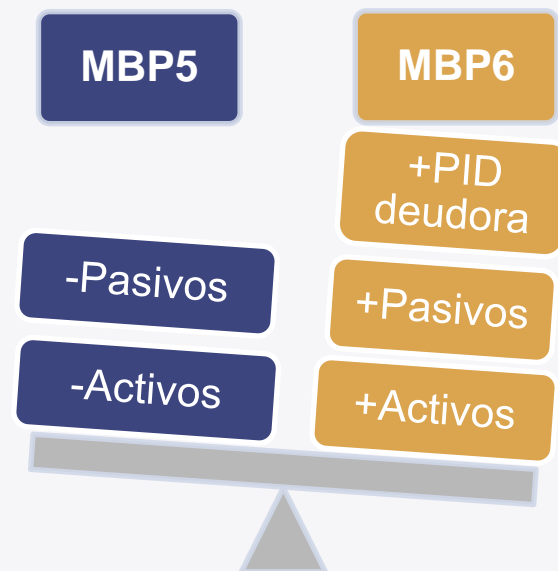 MBP5
MBP6
+PID
deudora
-Pasivos
+Pasivos
-Activos
+Activos